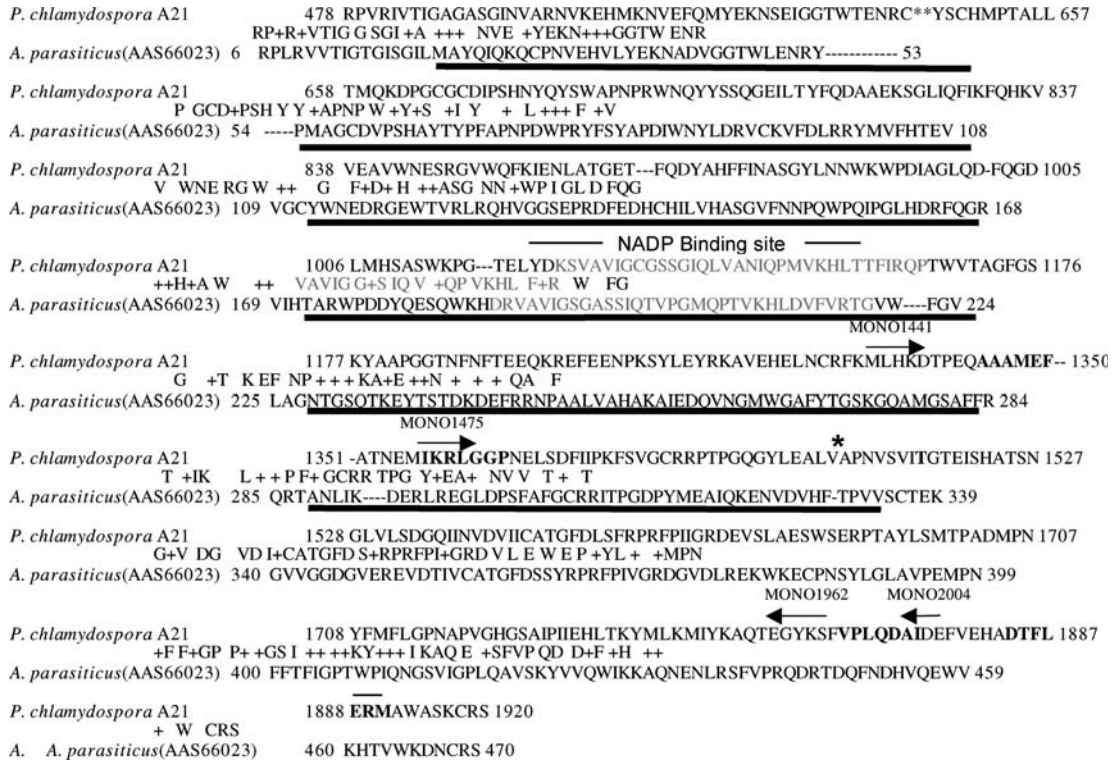 P. chlamydospora A21 478 RPVRIVTIGAGASGINVARNVKEHMKNVEFQMYEKNSEIGGTWTENRC**YSCHMPTALL 657
RP+R+VTIG G SGI +A +++ NVE +YEKN+++GGTW ENR
A. parasiticus(AAS66023) 6 RPLRVVTIGTGISGILMAYQIQKQCPNVEHVLYEKNADVGGTWLENRY----------- 53
P. chlamydospora A21 658 TMQKDPGCGCDIPSHNYQYSWAPNPRWNQYYSSQGEILTYFQDAAEKSGLIQFIKFQHKV 837
P GCD+PSH Y Y +APNP W +Y+S +I Y + L +++ F +V
A. parasiticus(AAS66023) 54 -----PMAGCDVPSHAYTYPFAPNPDWPRYFSYAPDIWNYLDRVCKVFDLRRYMVFHTEV 108
P. chlamydospora A21 838 VEAVWNESRGVWQFKIENLATGET---FQDYAHFFINASGYLNNWKWPDIAGLQD-FQGD 1005
V WNE RG W ++ G F+D+ H ++ASG NN +WP I GL D FQG
A. parasiticus(AAS66023) 109 VGCYWNEDRGEWTVRLRQHVGGSEPRDFEDHCHILVHASGVFNNPQWPQIPGLHDRFQGR 168
NADP Binding site
P. chlamydospora A21 1006 LMHSASWKPG---TELYDKSVAVIGCGSSGIQLVANIQPMVKHLTTFIRQPTWVTAGFGS 1176
++H+A W ++ VAVIGG+S IQ V +QP VKHL F+R W FG
A. parasiticus(AAS66023) 169 VIHTARWPDDYQESQWKHDRVAVIGSGASSIQTVPGMQPTVKHLDVFVRTGVVW----FGV 224
MONO1441
P. chlamydospora A21 1177 KYAAPGGTNFNFTEEQKREFEENPKSYLEYRKAVEHELNCRFKMLHKDTPEQAAAMEF-- 1350
G +T K EF NP + + + KA+E ++N + + + QA F
A. parasiticus(AAS66023) 225 LAGNTGSQTKEYTSTDKDEFRRNPAALVAHAKAIEDQVNGMWGAFYTGSKGQAMGSAFFR 284
MONO1475
*
P. chlamydospora A21 1351 -ATNEMIKRLGGPNELSDFIIPKFSVGCRRPTPGQGYLEALVAPNVSVITGTEISHATSN 1527
T +IK L + + P F+ GCRR TPG Y+EA+ NV V T + T
A. parasiticus(AAS66023) 285 QRTANLIK----DERLREGLDPSFAFGCRRITPGDPYMEAIQKENVDVHF-TPVVSCTEK 339
P. chlamydospora A21 1528 GLVLSDGQIINVDVIICATGFDLSFRPRFPIIGRDEVSLAESWSERPTAYLSMTPADMPN 1707
G+V DG VD I+CATGFD S+RPRFPI+GRD V L E W E P +YL + +MPN
A. parasiticus(AAS66023) 340 GVVGGDGVEREVDTIVCATGFDSSYRPRFPIVGRDGVDLREKWKECPNSYLGLAVPEMPN 399
MONO1962 MONO2004
P. chlamydospora A21 1708 YFMFLGPNAPVGHGSAIPIIEHLTKYMLKMIYKAQTEGYKSFVPLQDAIDEFVEHADTFL 1887
+F F+GP P+ +GS I ++ ++KY+++ I KAQ E +SFVP QD D+F +H ++
A. parasiticus(AAS66023) 400 FFTFIGPTWPIQNGSVIGPLQAVSKYVVQWIKKAQNENLRSFVPRQDRTDQFNDHVQEWV 459
P. chlamydospora A21 1888 ERMAWASKCRS 1920
+ W CRS
A. A. parasiticus(AAS66023) 460 KHTVWKDNCRS 470